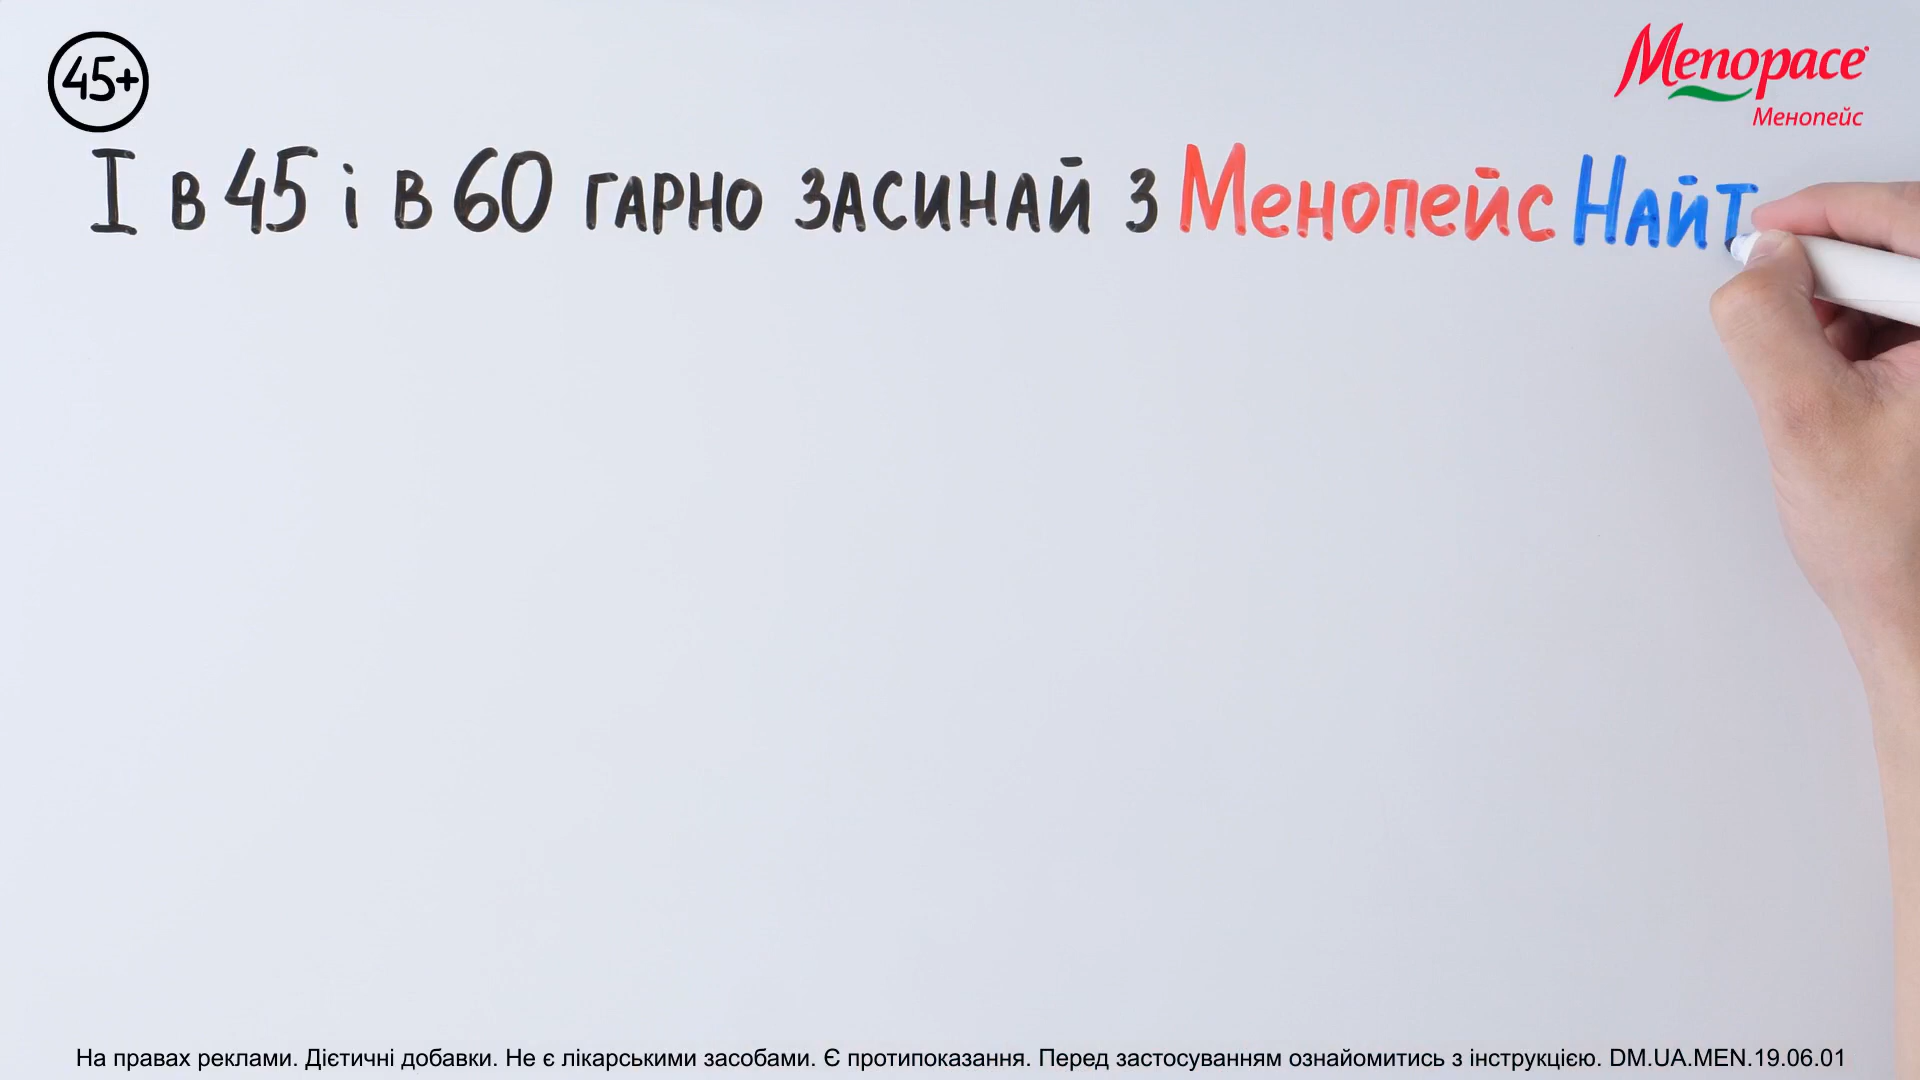 45+
Menopace
Менопейс
І в 45 і в 60 гарно засинай з Менопейс Найт
На правах реклами. Дієтичні добавки. Не є лікарськими засобами. Є протипоказання. Перед застосуванням ознайомитись з інструкцією. DM.UA.MEN.19.06.01